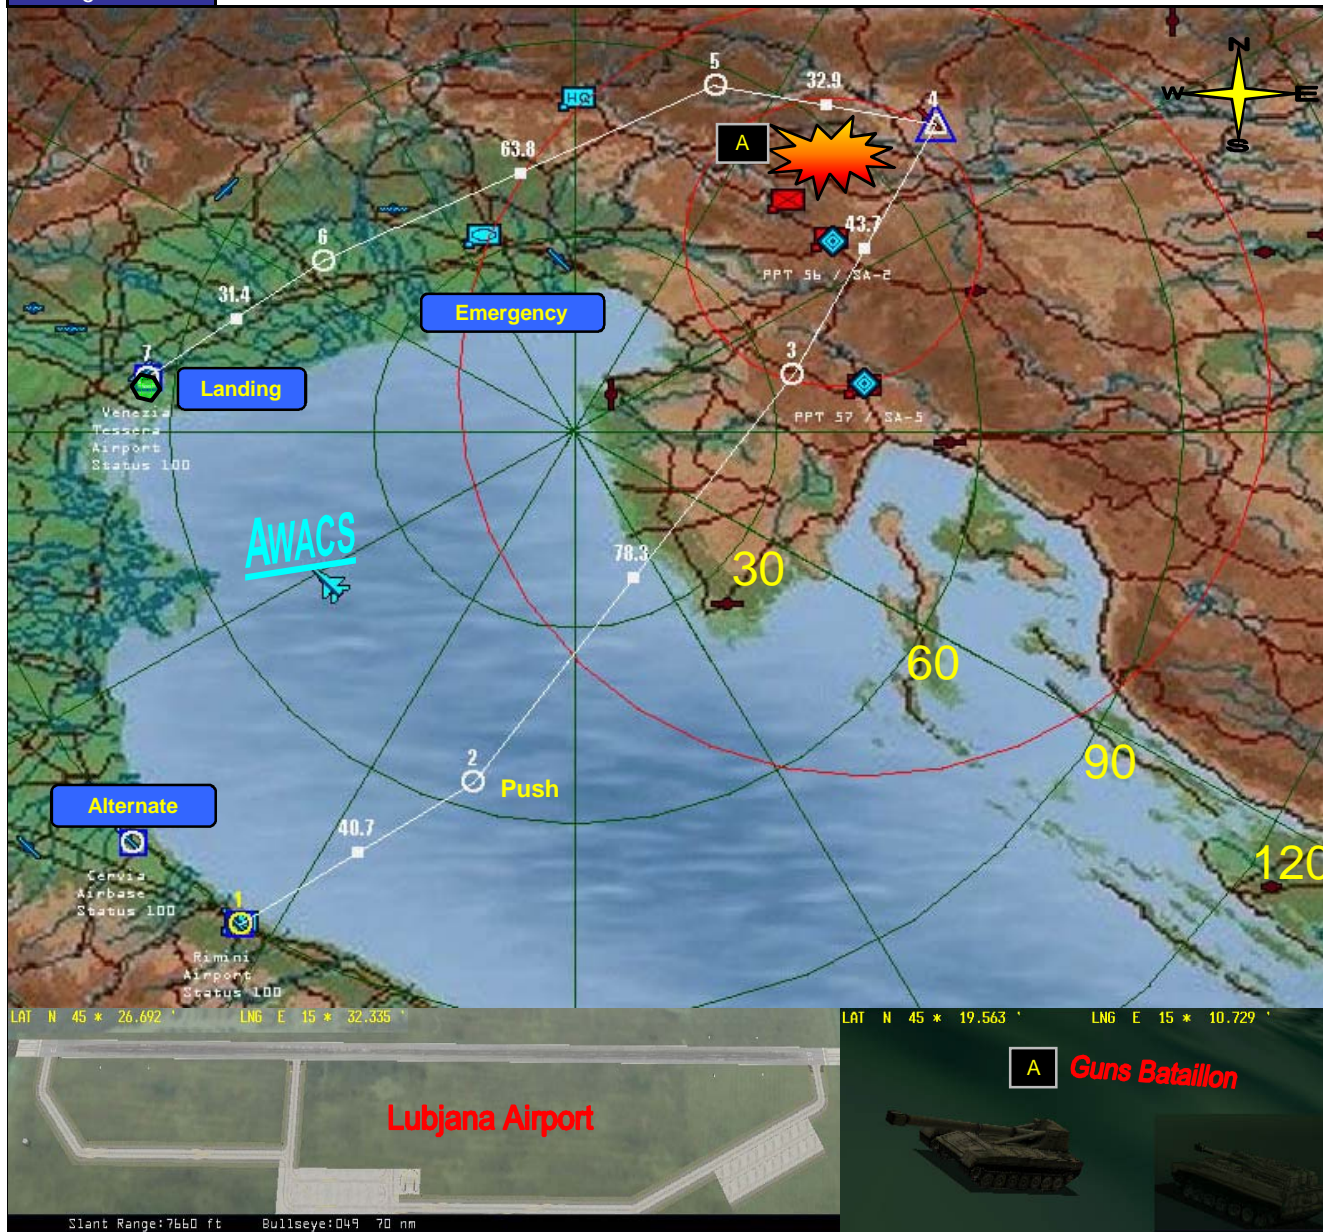 5
32.9
4
N
W
E
S
HQ
A
63.8
43.7
6
PPT 56 / SA-2
31.4
Emergency
7
3
Landing
Venezia
Tessera
Airport
Status 100
PPT 57 / SA-5
AWACS
78.3
30
60
2
Push
90
Alternate
40.7
120
Cervia
Airbase
Status 100
1
Rimini
Airport
Status 100
LAT N 45 * 26.692 ' LNG E 15 * 32.335 '
Lubjana Airport
Slant Range:7660 ft Bullseye:049 70 nm
LAT N 45 * 19.563 ' LNG E 15 * 10.729 '
A
Guns Bataillon